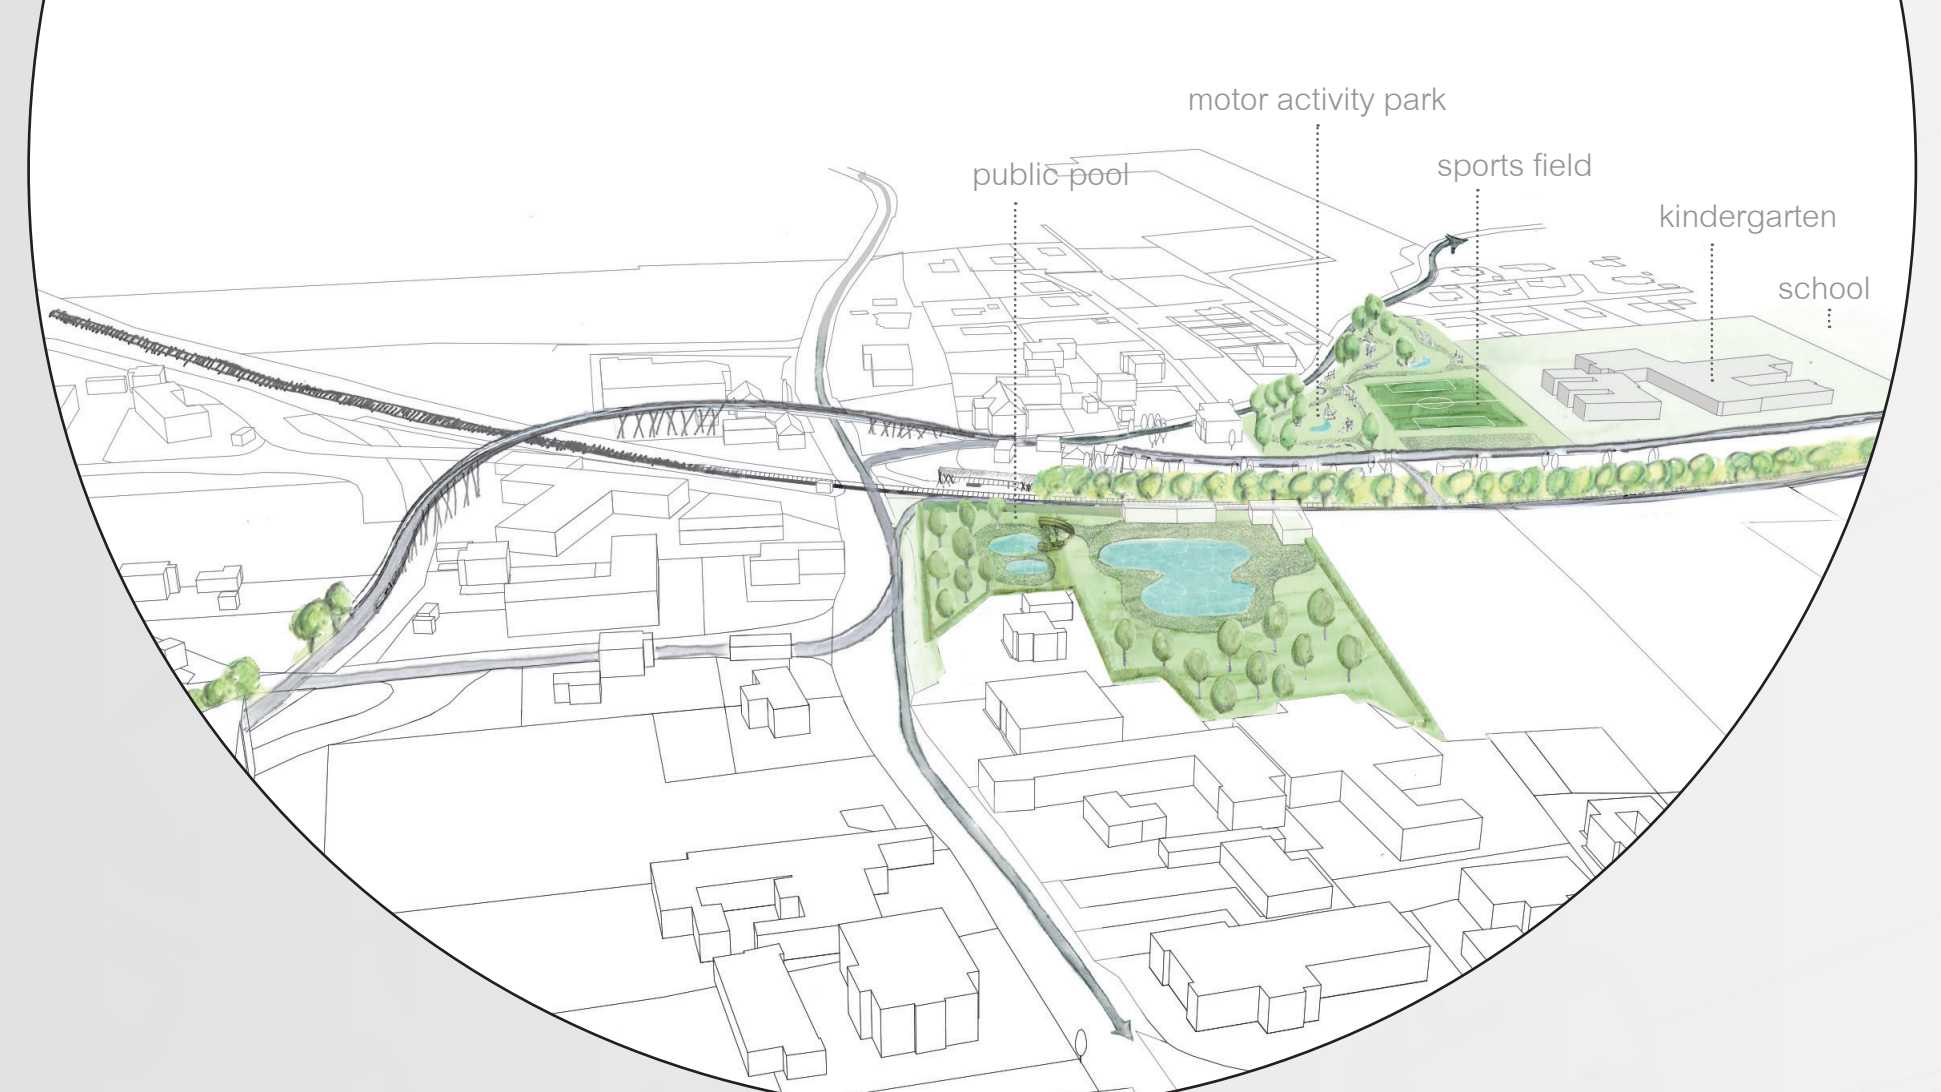 motor activity park
sports field
public pool
kindergarten
school